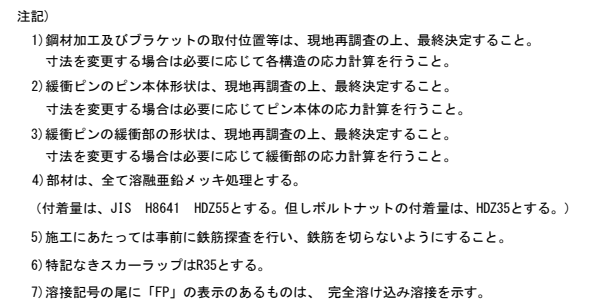 注記)
1)鋼材加工及びブラケットの取付位置等は、現地再調査の上、最終決定すること。
寸法を変更する場合は必要に応じて各構造の応力計算を行うこと。
2)緩衝ピンのピン本体形状は、現地再調査の上、最終決定すること。
寸法を変更する場合は必要に応じてピン本体の応力計算を行うこと。
3)緩衝ピンの緩衝部の形状は、現地再調査の上、最終決定すること。
寸法を変更する場合は必要に応じて緩衝部の応力計算を行うこと。
4)部材は、全て溶融亜鉛メッキ処理とする。
(付着量は、JIS H8641 HDZ55とする。但しボルトナットの付着量は、HDZ35とする。)
5)施工にあたっては事前に鉄筋探査を行い、鉄筋を切らないようにすること。
6)特記なきスカーラップはR35とする。
7)溶接記号の尾に「FP」の表示のあるものは、 完全溶け込み溶接を示す。